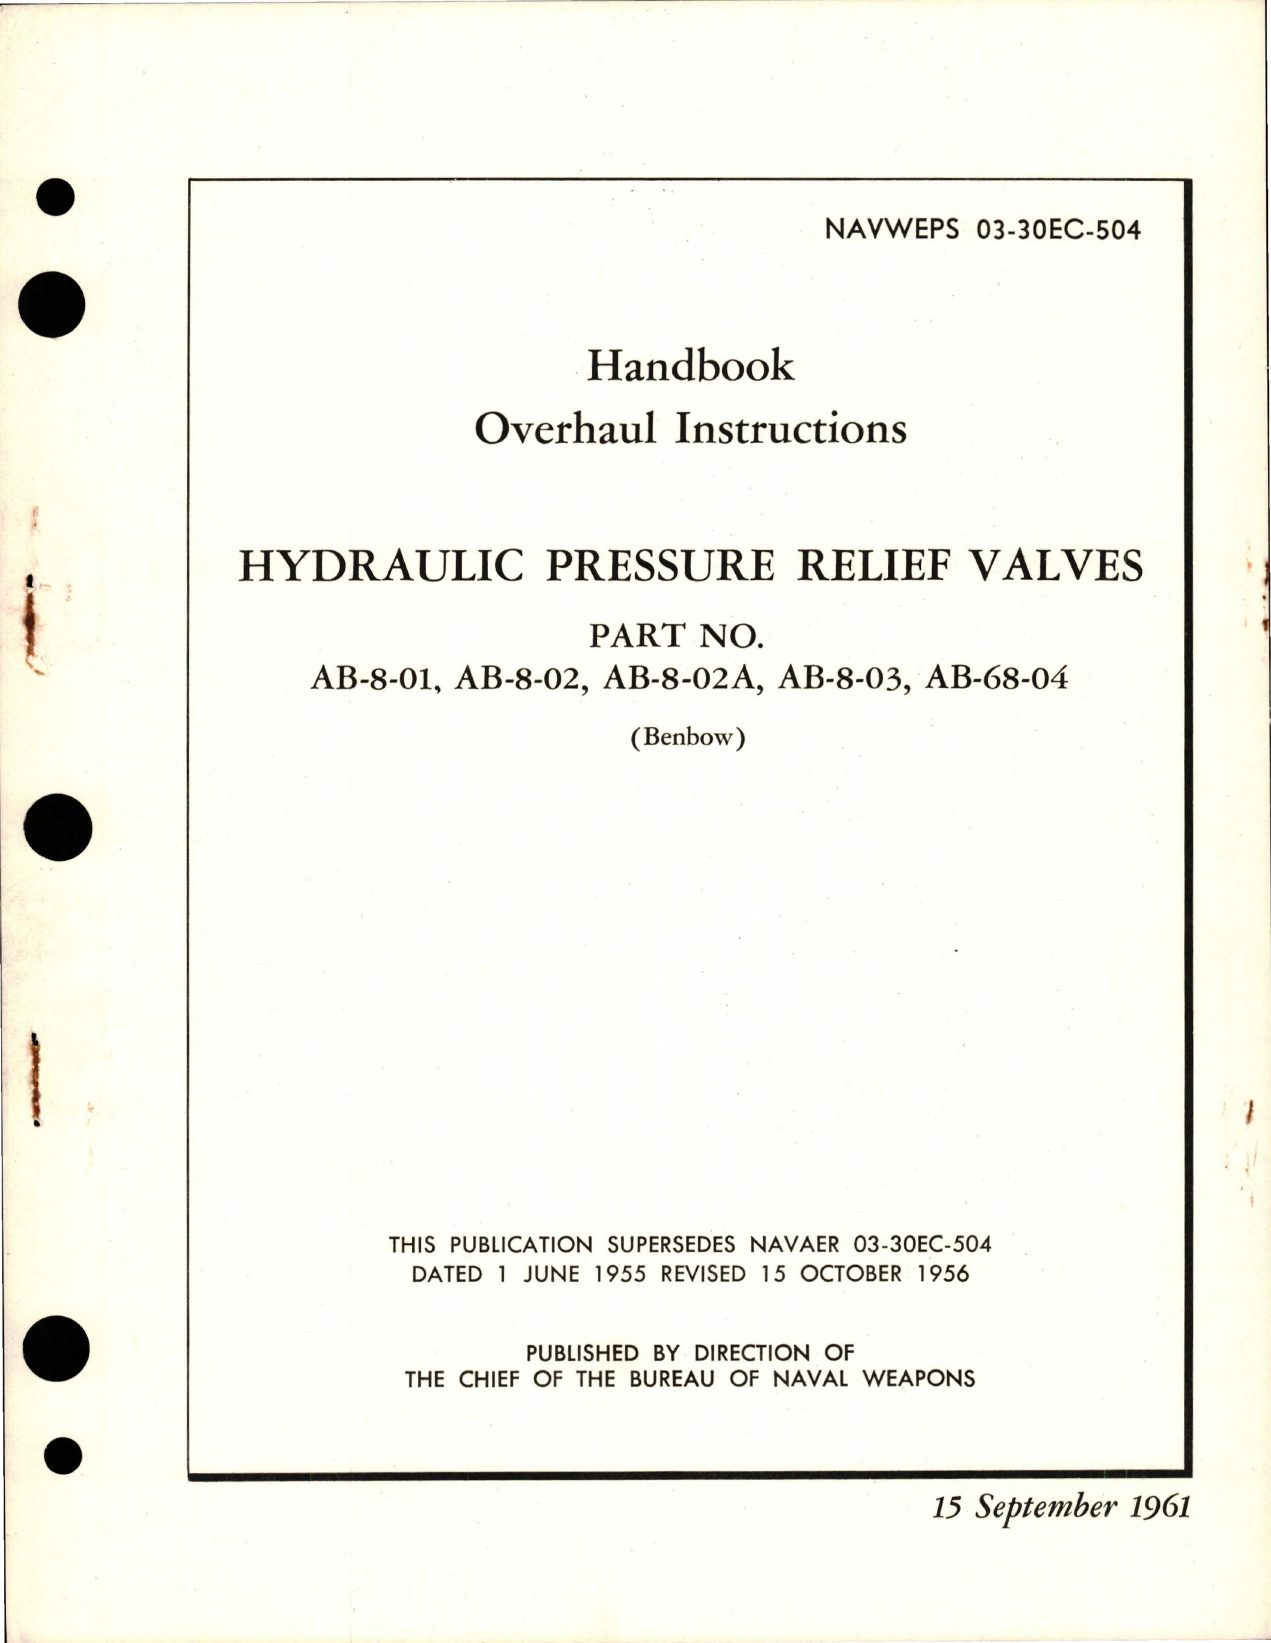 NAVWEPS 03-30EC-504
Handbook
Overhaul Instructions
HYDRAULIC PRESSURE RELIEF VALVES
PART NO.
AB-8-01, AB-8-02, AB-8-02A, AB-8-03, AB-68-04
(Benbow)
THIS PUBLICATION SUPERSEDES NAVAER 03-30EC-504
DATED 1 JUNE 1955 REVISED 15 OCTOBER 1956
PUBLISHED BY DIRECTION OF
THE CHIEF OF THE BUREAU OF NAVAL WEAPONS
15 September 1961